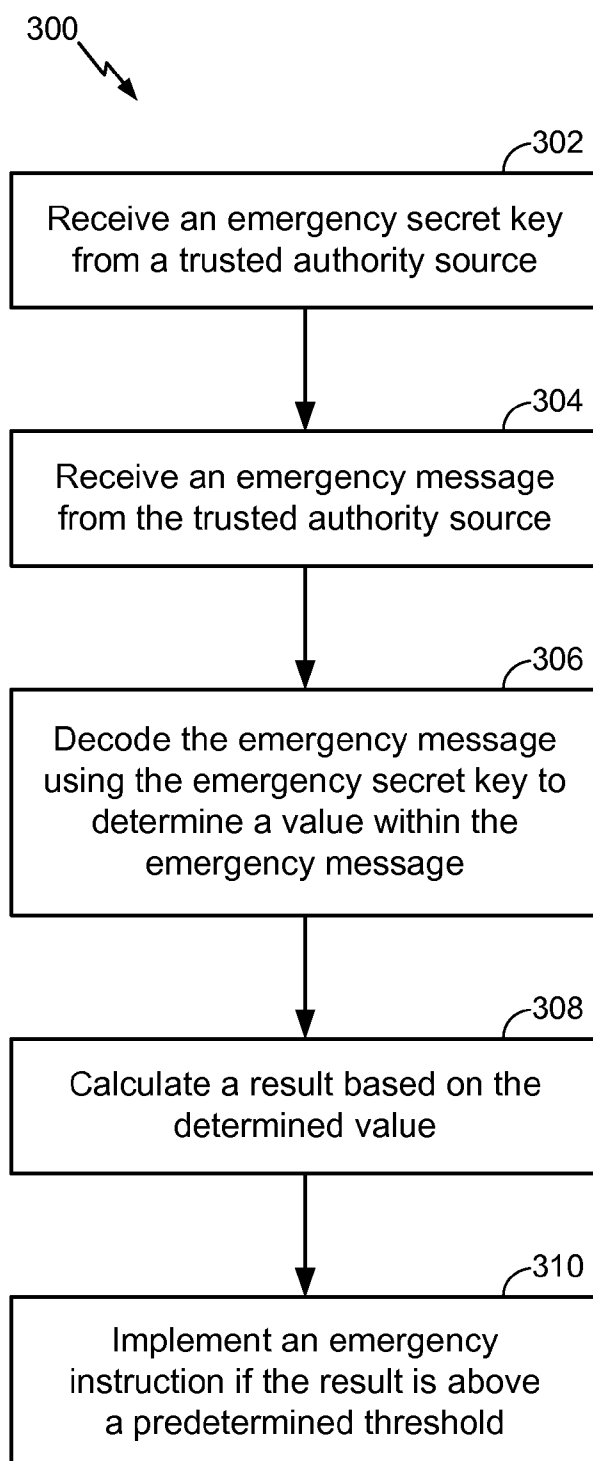 300
302
Receive an emergency secret key
from a trusted authority source
304
Receive an emergency message
from the trusted authority source
306
Decode the emergency message
using the emergency secret key to
determine a value within the
emergency message
308
Calculate a result based on the
determined value
310
Implement an emergency
instruction if the result is above
a predetermined threshold